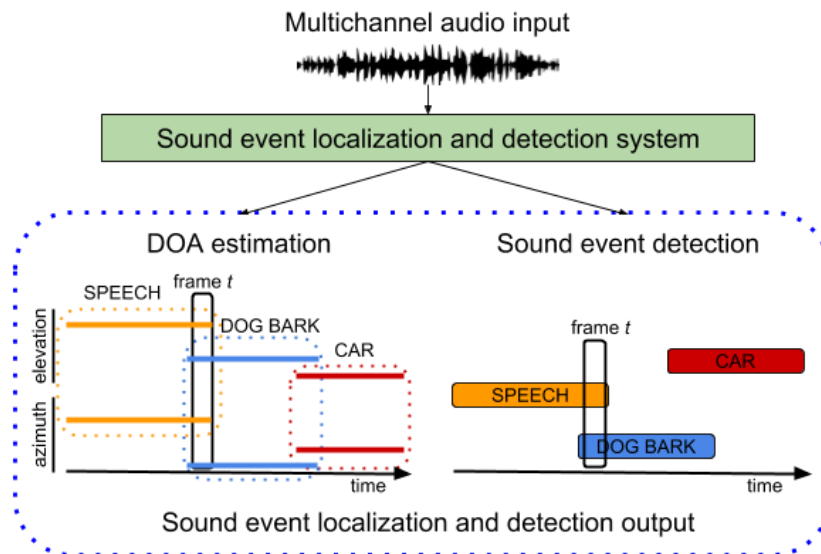 Multichannel audio input
Sound event localization and detection system
DOA estimation
frame t
SPEECH
DOG BARK
CAR
elevation
azimuth
time
Sound event detection
frame t
CAR
SPEECH
DOG BARK
time
Sound event localization and detection output